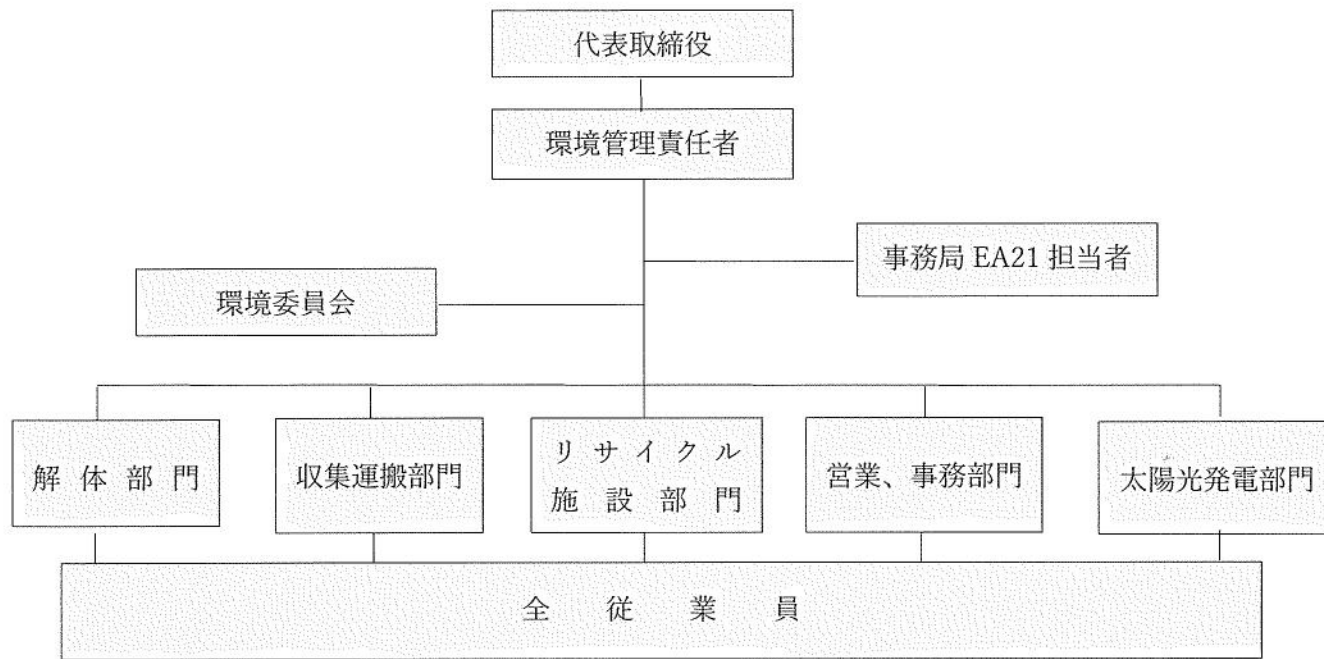 代表取締役
環境管理責任者
事務局 EA21 担当者
環境委員会
解体部門
収集運搬部門
リサイクル
施設部門
営業、事務部門
太陽光発電部門
全従業員